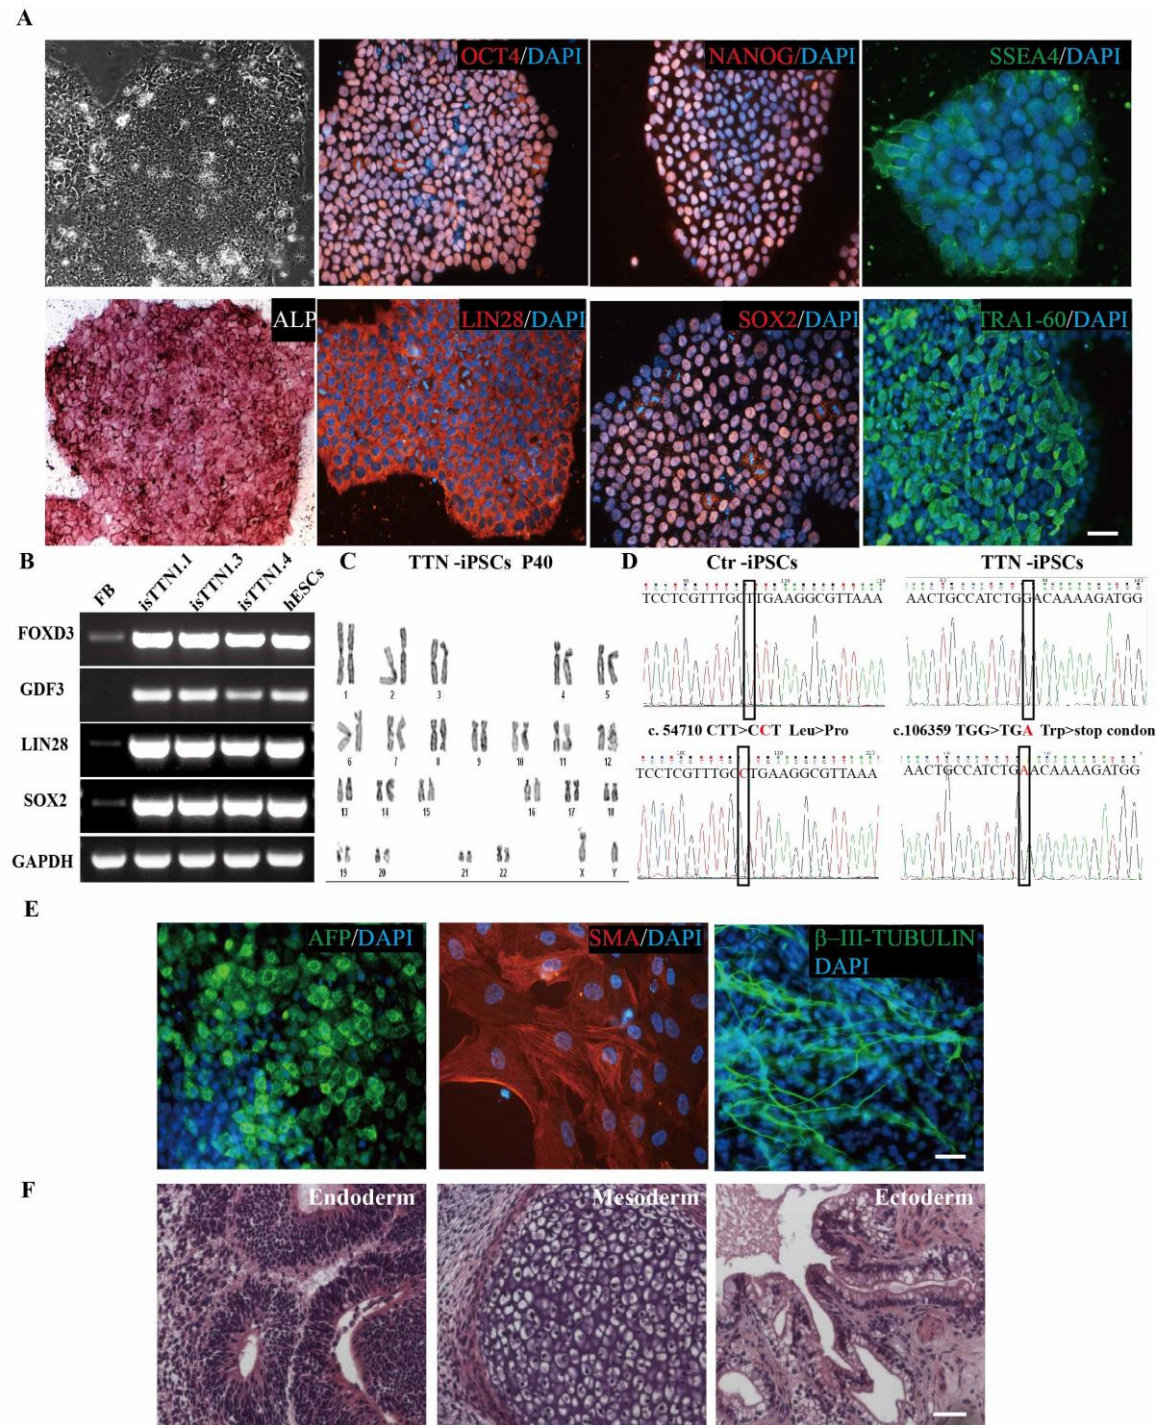 A
OCT4/DAPI
NANOG/DAPI
SSEA4/DAPI
ALP
LIN28/DAPI
SOX2/DAPI
TRA1-60/DAPI
B
FB
isTTN1.1
isTTN1.3
isTTN1.4
hESCs
FOXD3
GDF3
LIN28
SOX2
GAPDH
C
TTN -iPSCs P40
1 2 3 4 5
6 7 8 9 10 11 12
13 14 15 16 17 18
19 20 21 22 X Y
D
Ctr -iPSCs
TTN -iPSCs
TCCTCGTTTGCTTGAAGGCGTTAAA
AACTGCCATCTGGACAAAAGATGG
c. 54710 CTT>CCT Leu>Pro
c.106359 TGG>TGA Trp>stop condon
TCCTCGTTTGCCTGAAGGCGTTAAA
AACTGCCATCTGAACAAAAGATGG
E
AFP/DAPI
SMA/DAPI
β–III-TUBULIN
DAPI
F
Endoderm
Mesoderm
Ectoderm